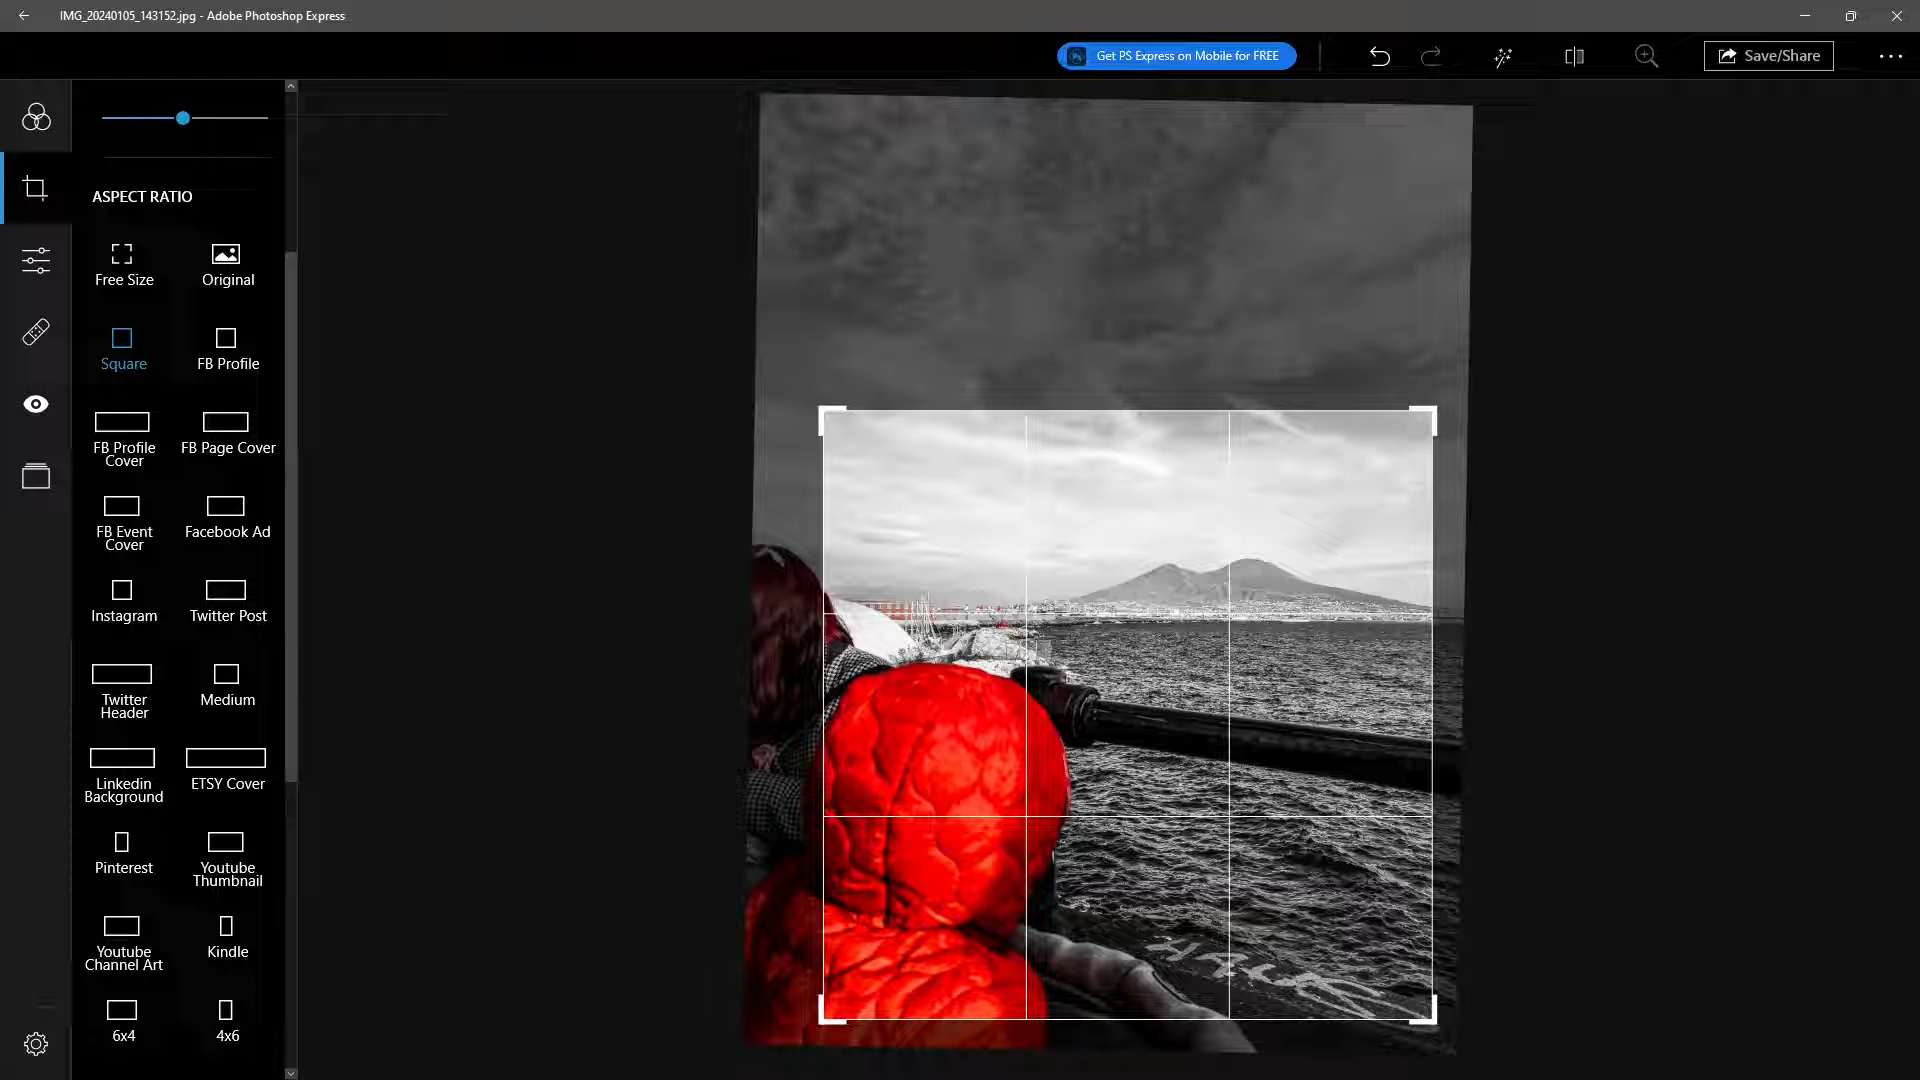 IMG_20240105_143152.jpg - Adobe Photoshop Express
Get PS Express on Mobile for FREE
Save/Share
ASPECT RATIO
Free Size
Original
Square
FB Profile
FB Profile
Cover
FB Page Cover
FB Event
Cover
Facebook Ad
Instagram
Twitter Post
Twitter
Header
Medium
Linkedin
Background
ETSY Cover
Pinterest
Youtube
Thumbnail
Youtube
Channel Art
Kindle
6x4
4x6